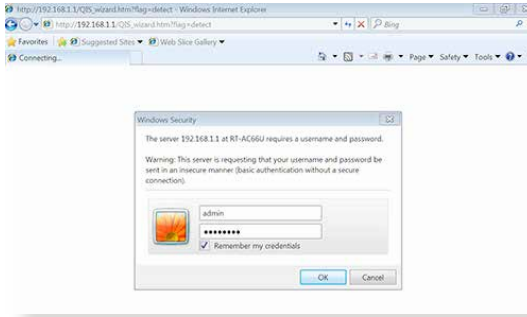 http://192.168.1.1/QIS_wizard.htm?flag=detect - Windows Internet Explorer
http://192.168.1.1/QIS_wizard.htm?flag=detect
Bing
Favorites
Suggested Sites
Web Slice Gallery
Connecting...
Page
Safety
Tools
Windows Security
The server 192.168.1.1 at RT-AC66U requires a username and password.
Warning: This server is requesting that your username and password be
sent in an insecure manner (basic authentication without a secure
connection).
admin
••••••••
Remember my credentials
OK
Cancel